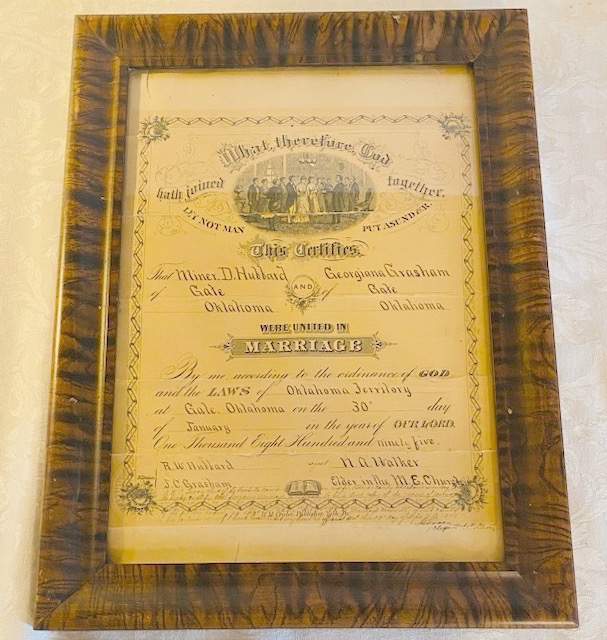 What, therefore, God
hath joined together,
LET NOT MAN PUT ASUNDER.
This Certifies,
That Miner. D. Hubbard AND Georgiana Grasham
of Gate of Gate
Oklahoma Oklahoma
WERE UNITED IN
MARRIAGE
By me according to the ordinance of GOD
and the LAWS of Oklahoma Territory
at Gate, Oklahoma on the 30" day
of January in the year of OUR LORD.
One Thousand Eight Hundred and ninety five.
R. W. Hubbard N. A. Walker
J. C. Grasham Elder in the M. E. Church